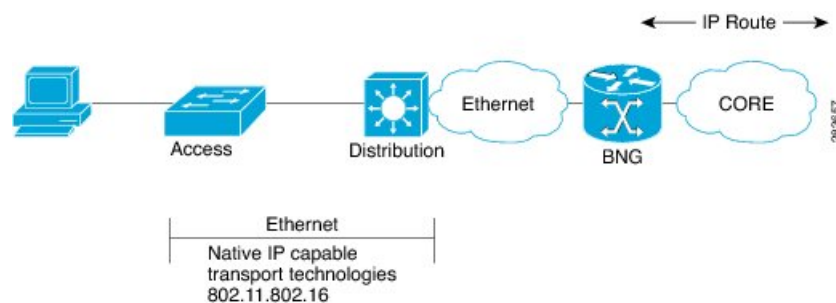 IP Route
Ethernet
CORE
Access
Distribution
BNG
Ethernet
Native IP capable
transport technologies
802.11.802.16